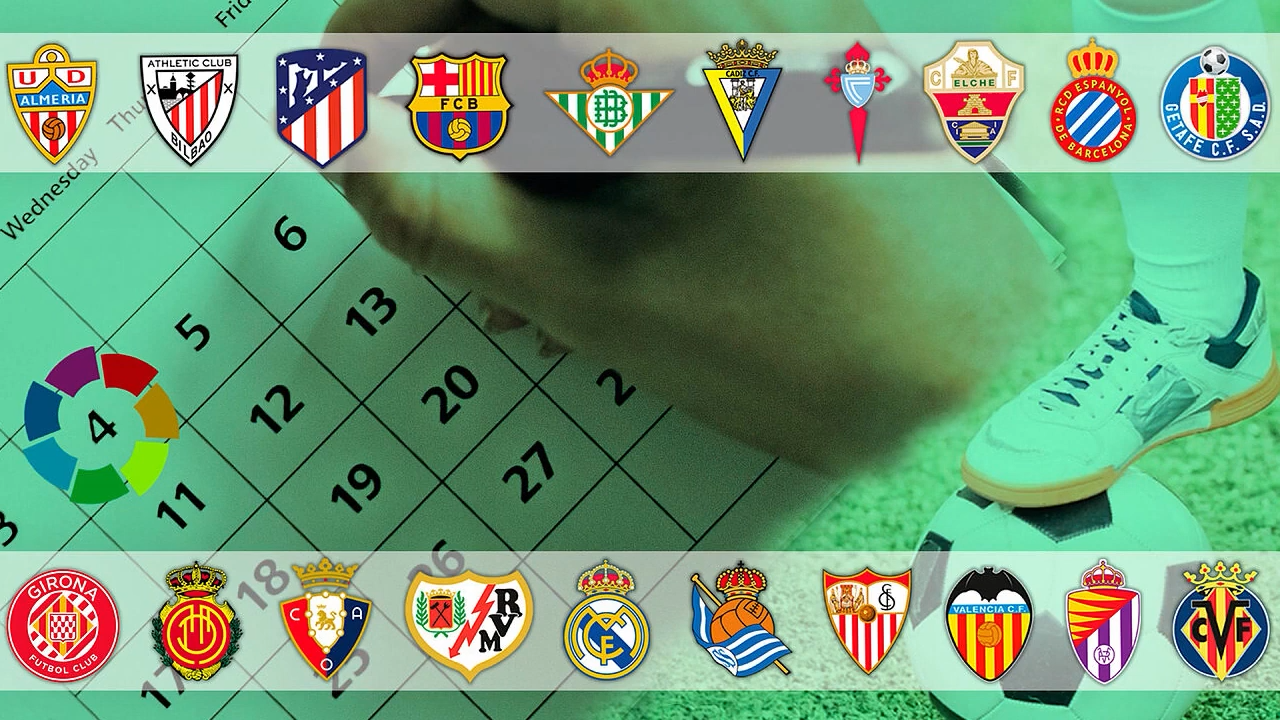 Frid
Thu
Wednesday
U D
ALMERIA
ATHLETIC CLUB
BILBAO
FCB
CADIZ C.F.
C F
ELCHE
RCD ESPANYOL
DE BARCELONA
GETAFE C.F. S.A.D.
6
5
13
12
20
2
4
11
19
27
3
18
26
17
25
GIRONA
FUTBOL CLUB
C A
O
R
V
M
VALENCIA C.F.
CVF